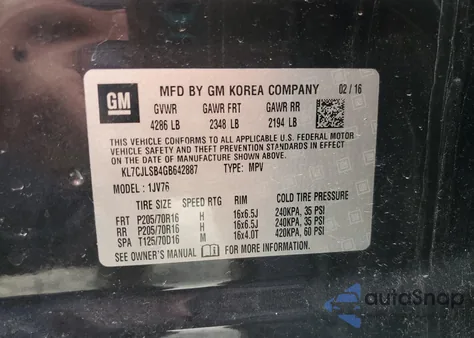 GM
MFD BY GM KOREA COMPANY 02 / 16
GVWR GAWR FRT GAWR RR
4286 LB 2348 LB 2194 LB
THIS VEHICLE CONFORMS TO ALL APPLICABLE U.S. FEDERAL MOTOR
VEHICLE SAFETY, BUMPER, AND THEFT PREVENTION STANDARDS IN
EFFECT ON THE DATE OF MANUFACTURE SHOWN ABOVE.
KL7CJLSB4GB642887 TYPE: MPV
MODEL : 1JV76
TIRE SIZE SPEED RTG RIM COLD TIRE PRESSURE
FRT P205/70R16 H 16x6.5J 240KPA, 35 PSI
RR P205/70R16 H 16x6.5J 240KPA, 35 PSI
SPA T125/70D16 M 16x4.0T 420KPA, 60 PSI
SEE OWNER'S MANUAL FOR MORE INFORMATION
autoSnap